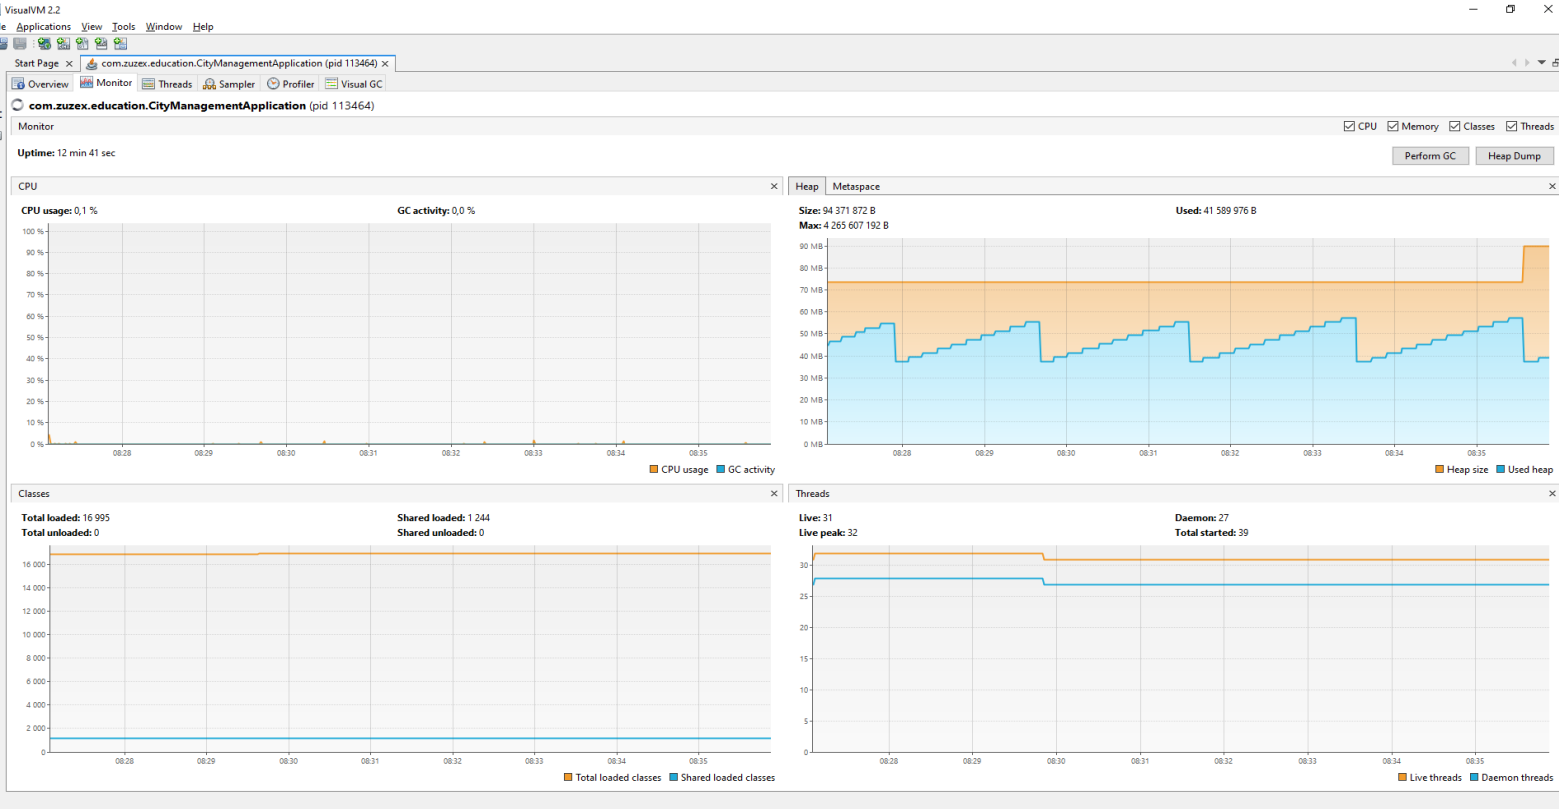 VisualVM 2.2
le Applications View Tools Window Help
Start Page com.zuzex.education.CityManagementApplication (pid 113464)
Overview Monitor Threads Sampler Profiler Visual GC
com.zuzex.education.CityManagementApplication (pid 113464)
Monitor CPU Memory Classes Threads
Uptime: 12 min 41 sec
Perform GC Heap Dump
CPU
CPU usage: 0,1 % GC activity: 0,0 %
100 %
90 %
80 %
70 %
60 %
50 %
40 %
30 %
20 %
10 %
0 %
08:28 08:29 08:30 08:31 08:32 08:33 08:34 08:35
CPU usage GC activity
Heap Metaspace
Size: 94 371 872 B Used: 41 589 976 B
Max: 4 265 607 192 B
90 MB
80 MB
70 MB
60 MB
50 MB
40 MB
30 MB
20 MB
10 MB
0 MB
08:28 08:29 08:30 08:31 08:32 08:33 08:34 08:35
Heap size Used heap
Classes
Total loaded: 16 995 Shared loaded: 1 244
Total unloaded: 0 Shared unloaded: 0
16 000
14 000
12 000
10 000
8 000
6 000
4 000
2 000
0
08:28 08:29 08:30 08:31 08:32 08:33 08:34 08:35
Total loaded classes Shared loaded classes
Threads
Live: 31 Daemon: 27
Live peak: 32 Total started: 39
30
25
20
15
10
5
0
08:28 08:29 08:30 08:31 08:32 08:33 08:34 08:35
Live threads Daemon threads